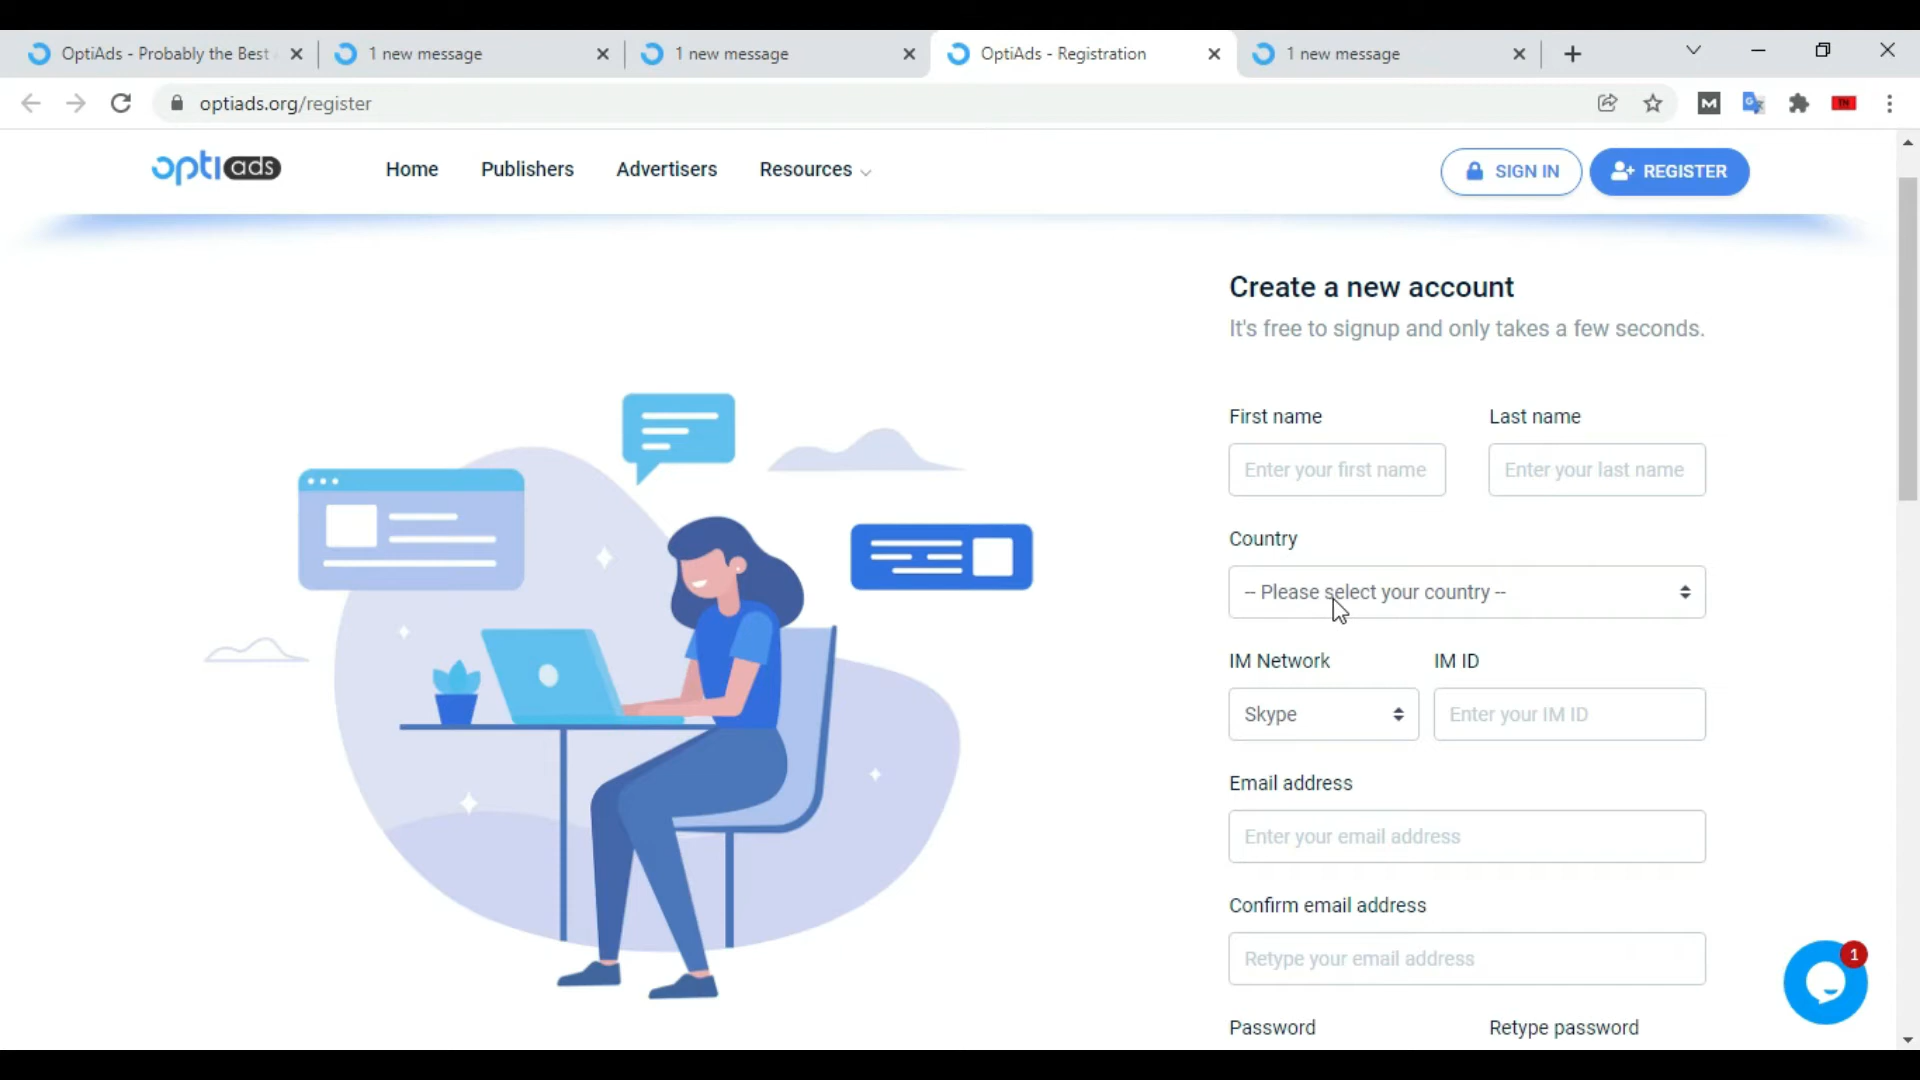 OptiAds - Probably the Best
1 new message
1 new message
OptiAds - Registration
1 new message
optiads.org/register
optiads
Home
Publishers
Advertisers
Resources
SIGN IN
REGISTER
Create a new account
It's free to signup and only takes a few seconds.
First name
Last name
Enter your first name
Enter your last name
Country
-- Please select your country --
IM Network
IM ID
Skype
Enter your IM ID
Email address
Enter your email address
Confirm email address
Retype your email address
1
Password
Retype password